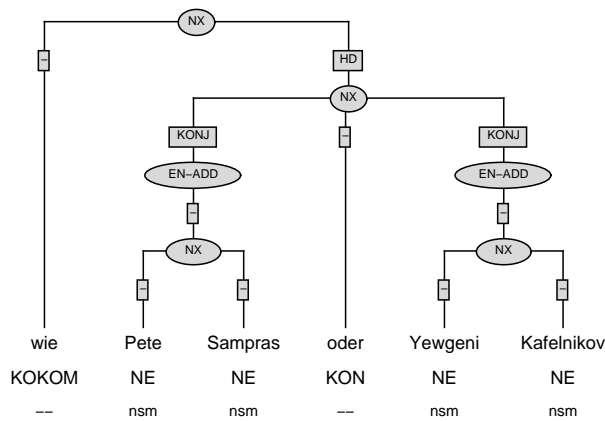 NX
– HD
NX
KONJ – KONJ
EN–ADD EN–ADD
– –
NX NX
– – – –
wie Pete Sampras oder Yewgeni Kafelnikov
KOKOM NE NE KON NE NE
–– nsm nsm –– nsm nsm